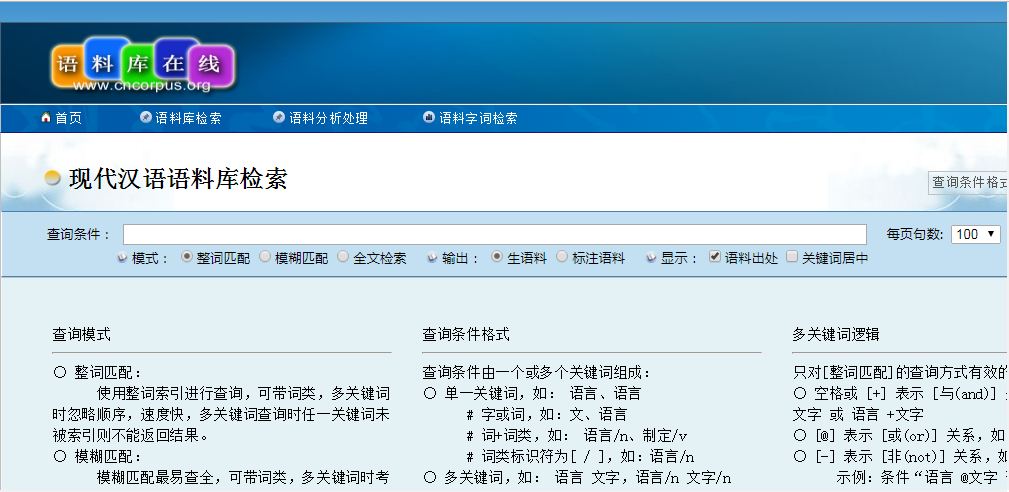 语料库在线
www.cncorpus.org
首页 语料库检索 语料分析处理 语料字词检索
现代汉语语料库检索
查询条件格式
查询条件： 每页句数: 100
模式： 整词匹配 模糊匹配 全文检索 输出： 生语料 标注语料 显示： 语料出处 关键词居中
查询模式
整词匹配：
使用整词索引进行查询，可带词类，多关键词
时忽略顺序，速度快，多关键词查询时任一关键词未
被索引则不能返回结果。
模糊匹配：
模糊匹配最易查全，可带词类，多关键词时考
查询条件格式
查询条件由一个或多个关键词组成：
单一关键词，如： 语言、语言
# 字或词，如：文、语言
# 词+词类，如： 语言/n、制定/v
# 词类标识符为[ / ]，如：语言/n
多关键词，如： 语言 文字，语言/n 文字/n
多关键词逻辑
只对[整词匹配]的查询方式有效的
空格或 [+] 表示 [与(and)]
文字 或 语言 +文字
[@] 表示 [或(or)] 关系，如
[-] 表示 [非(not)] 关系，如
示例：条件“语言 @文字